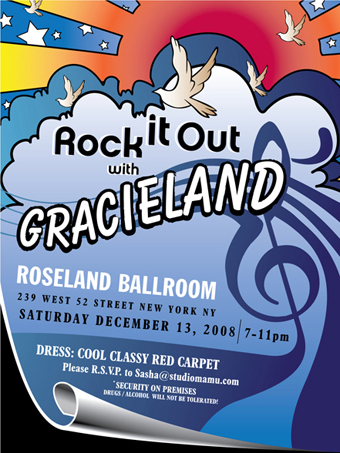 Rock it Out
with
GRACIELAND
ROSELAND BALLROOM
239 WEST 52 STREET NEW YORK NY
SATURDAY DECEMBER 13, 2008 | 7-11pm
DRESS: COOL CLASSY RED CARPET
Please R.S.V.P. to Sasha@studiomamu.com
*SECURITY ON PREMISES
DRUGS / ALCOHOL WILL NOT BE TOLERATED!